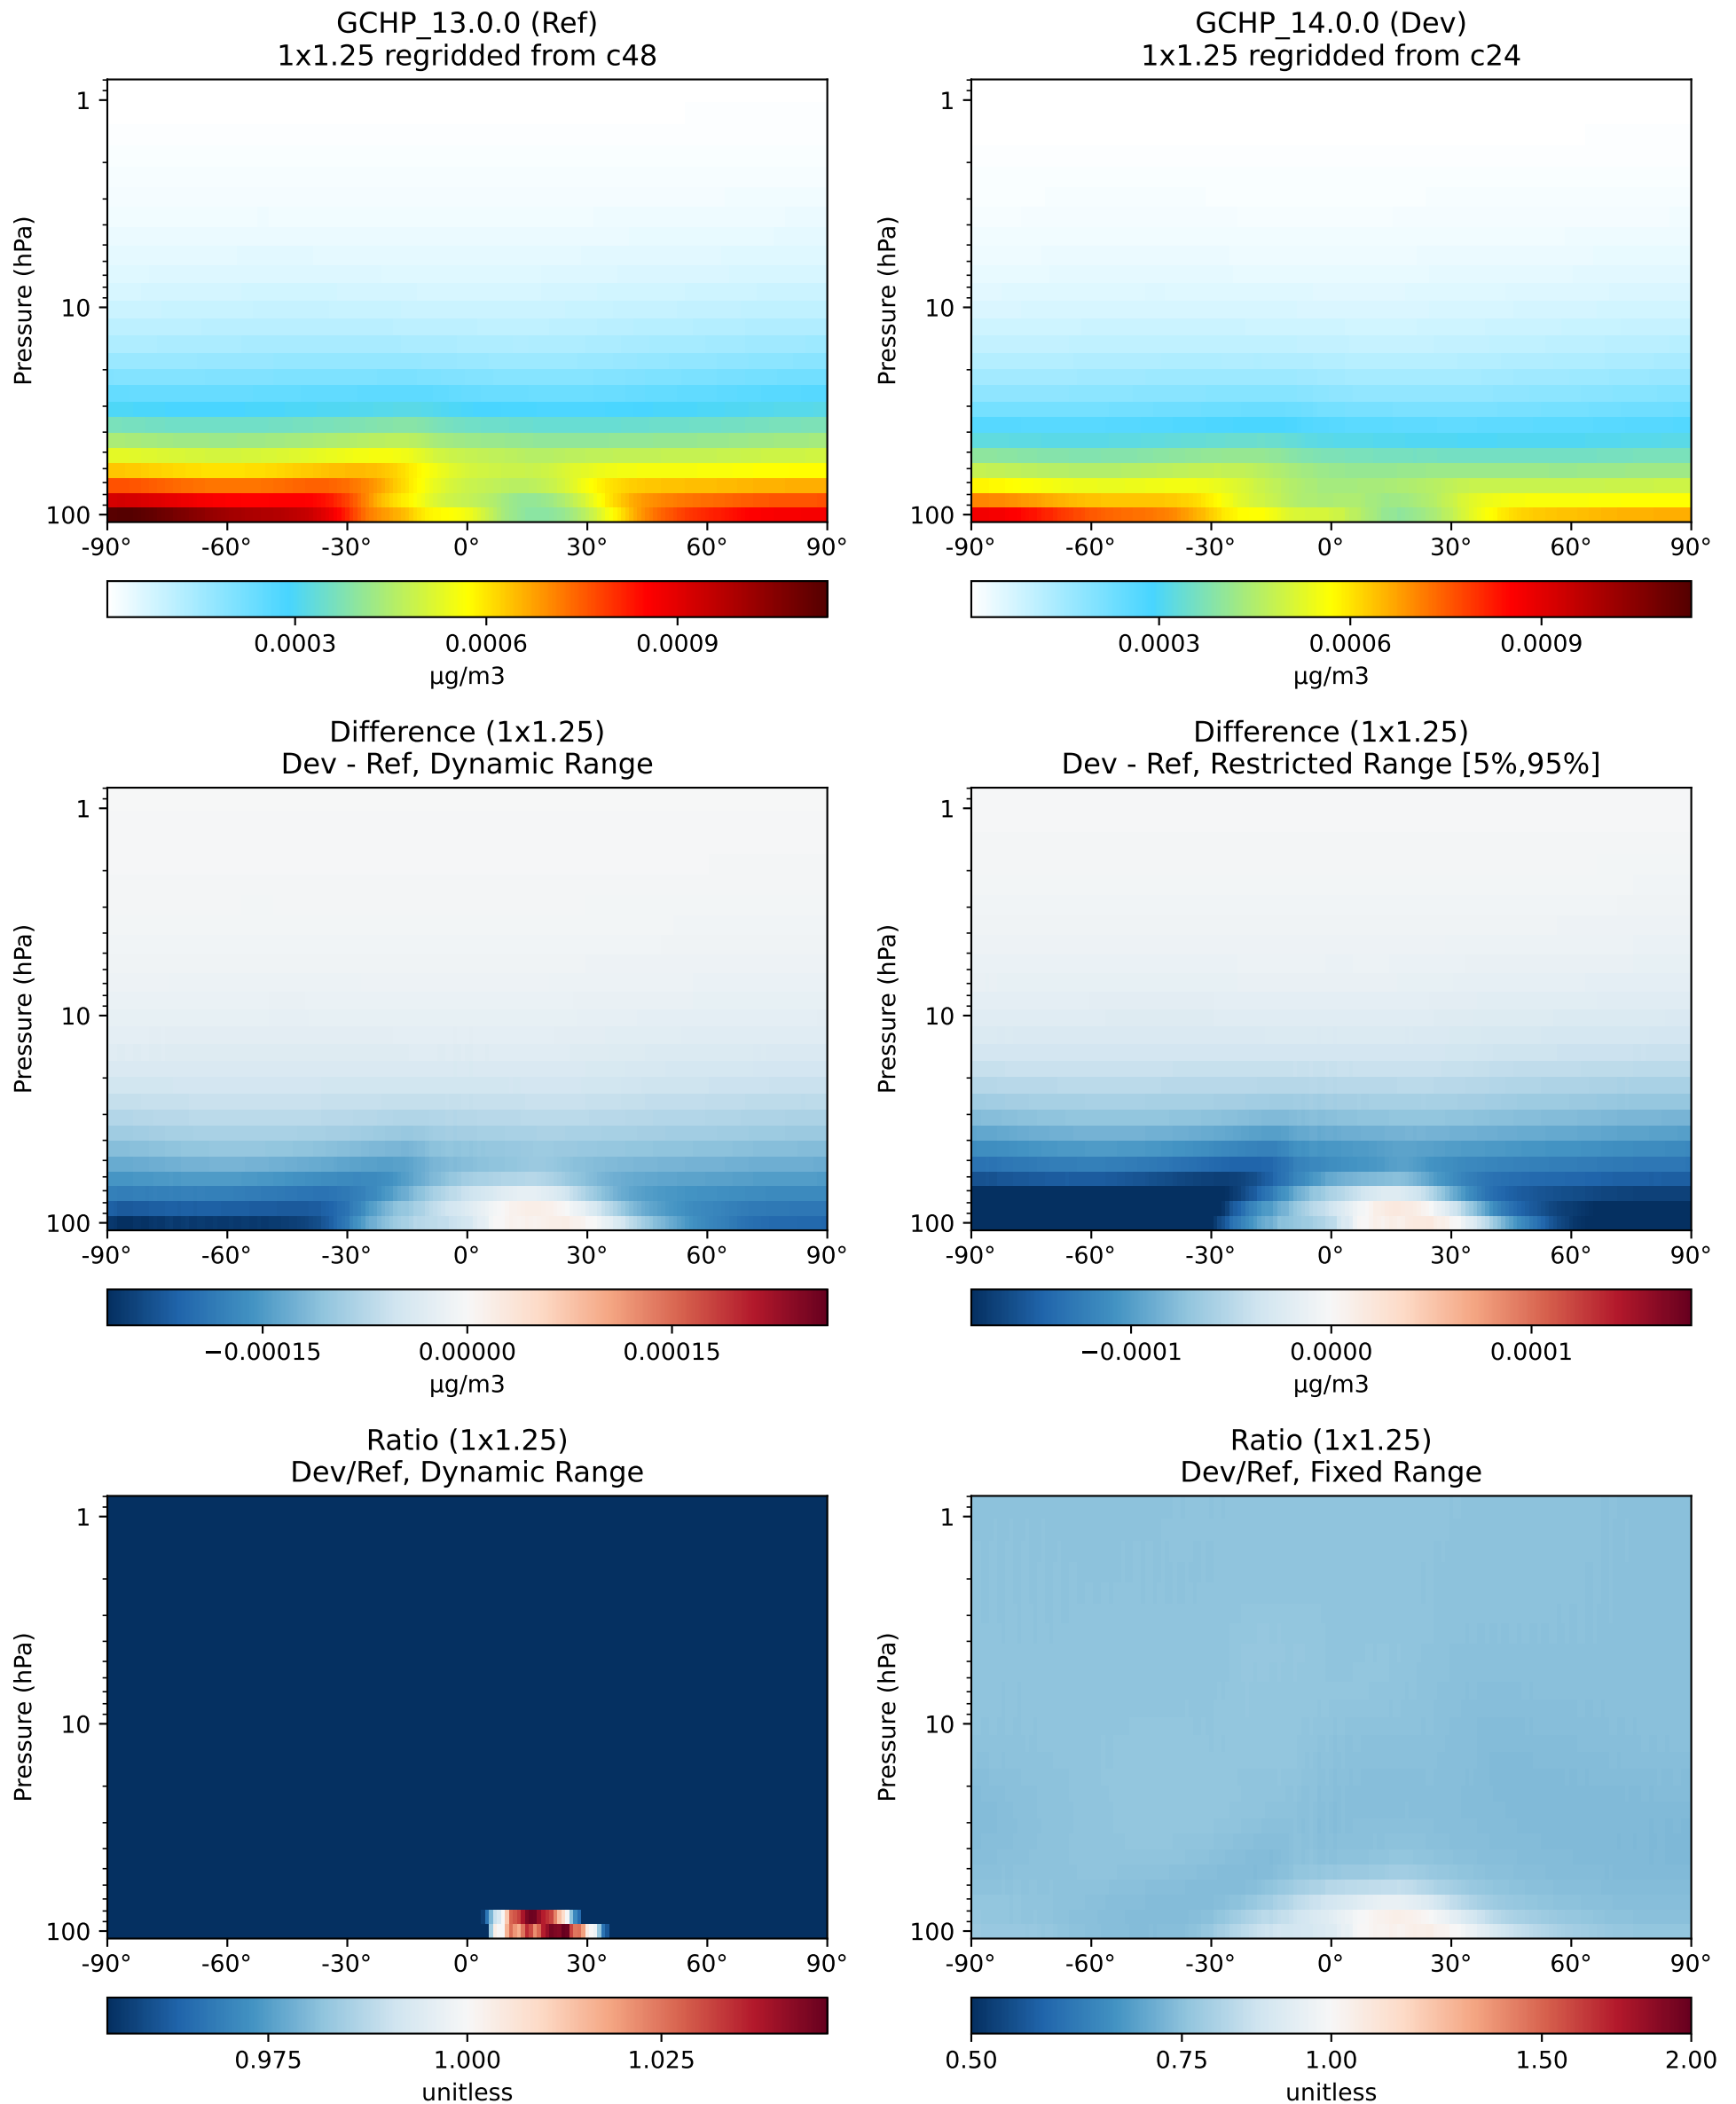 GCHP_13.0.0 (Ref)
1x1.25 regridded from c48
Pressure (hPa)
1
10
100
-90° -60° -30° 0° 30° 60° 90°
0.0003 0.0006 0.0009
µg/m3
GCHP_14.0.0 (Dev)
1x1.25 regridded from c24
Pressure (hPa)
1
10
100
-90° -60° -30° 0° 30° 60° 90°
0.0003 0.0006 0.0009
µg/m3
Difference (1x1.25)
Dev - Ref, Dynamic Range
Pressure (hPa)
1
10
100
-90° -60° -30° 0° 30° 60° 90°
−0.00015 0.00000 0.00015
µg/m3
Difference (1x1.25)
Dev - Ref, Restricted Range [5%,95%]
Pressure (hPa)
1
10
100
-90° -60° -30° 0° 30° 60° 90°
−0.0001 0.0000 0.0001
µg/m3
Ratio (1x1.25)
Dev/Ref, Dynamic Range
Pressure (hPa)
1
10
100
-90° -60° -30° 0° 30° 60° 90°
0.975 1.000 1.025
unitless
Ratio (1x1.25)
Dev/Ref, Fixed Range
Pressure (hPa)
1
10
100
-90° -60° -30° 0° 30° 60° 90°
0.50 0.75 1.00 1.50 2.00
unitless